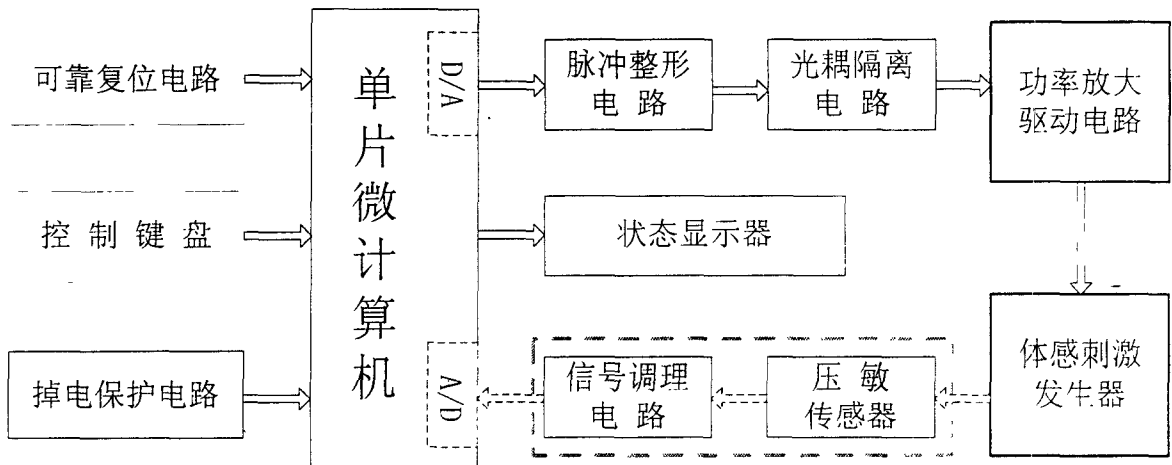 可靠复位电路
控制键盘
掉电保护电路
单片微计算机
D/A
A/D
脉冲整形
电路
光耦隔离
电路
功率放大
驱动电路
状态显示器
信号调理
电路
压敏
传感器
体感刺激
发生器